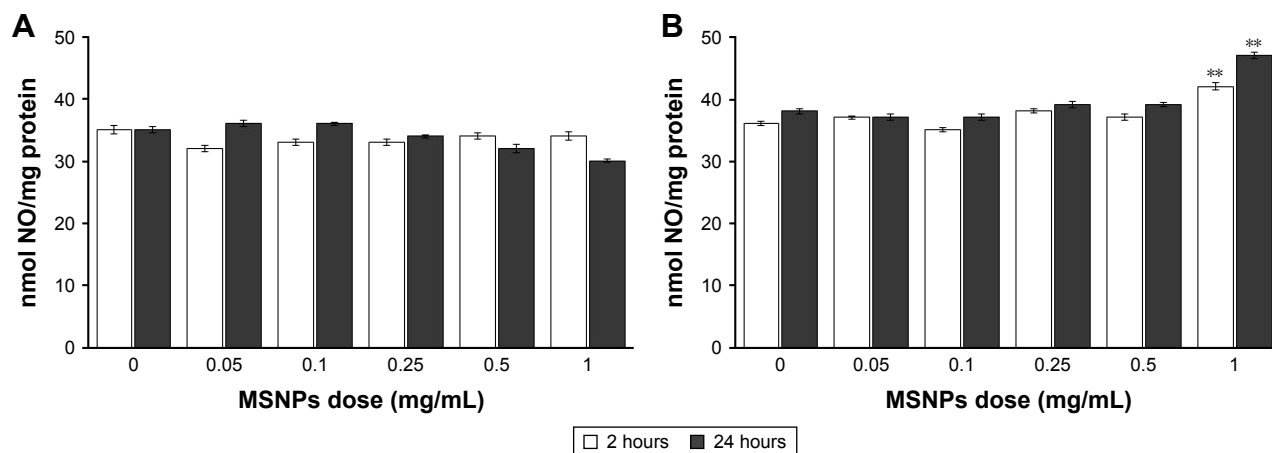 A
nmol NO/mg protein
50
40
30
20
10
0
0 0.05 0.1 0.25 0.5 1
MSNPs dose (mg/mL)
B
nmol NO/mg protein
50
40
30
20
10
0
** **
0 0.05 0.1 0.25 0.5 1
MSNPs dose (mg/mL)
2 hours 24 hours